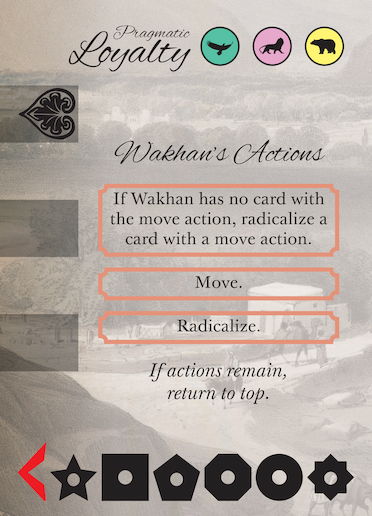 Pragmatic
Loyalty
Wakhan's Actions
If Wakhan has no card with
the move action, radicalize a
card with a move action.
Move.
Radicalize.
If actions remain,
return to top.